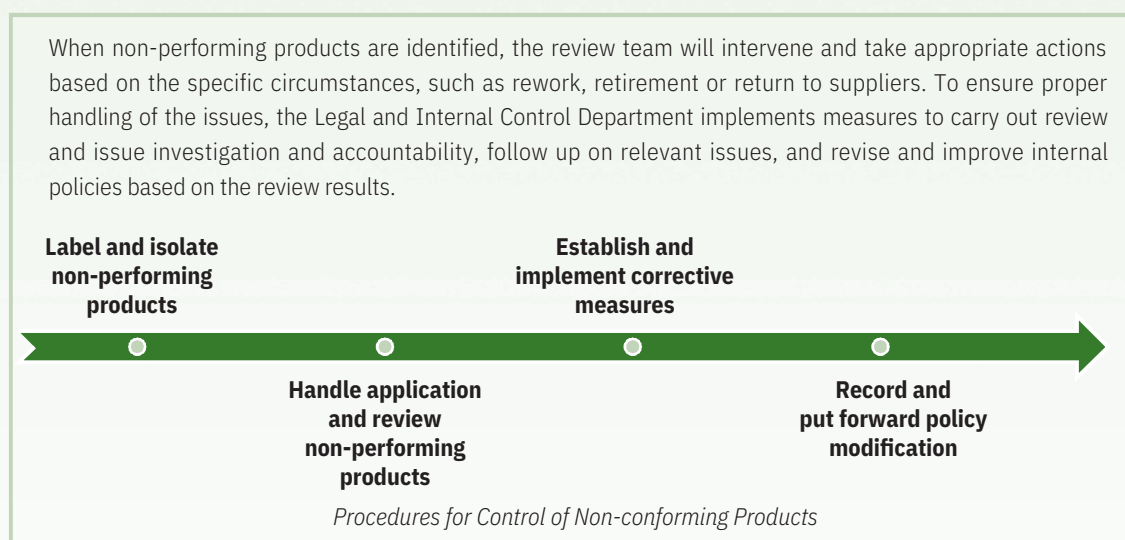 When non-performing products are identified, the review team will intervene and take appropriate actions
based on the specific circumstances, such as rework, retirement or return to suppliers. To ensure proper
handling of the issues, the Legal and Internal Control Department implements measures to carry out review
and issue investigation and accountability, follow up on relevant issues, and revise and improve internal
policies based on the review results.
Label and isolate
non-performing
products
Handle application
and review
non-performing
products
Establish and
implement corrective
measures
Record and
put forward policy
modification
Procedures for Control of Non-conforming Products